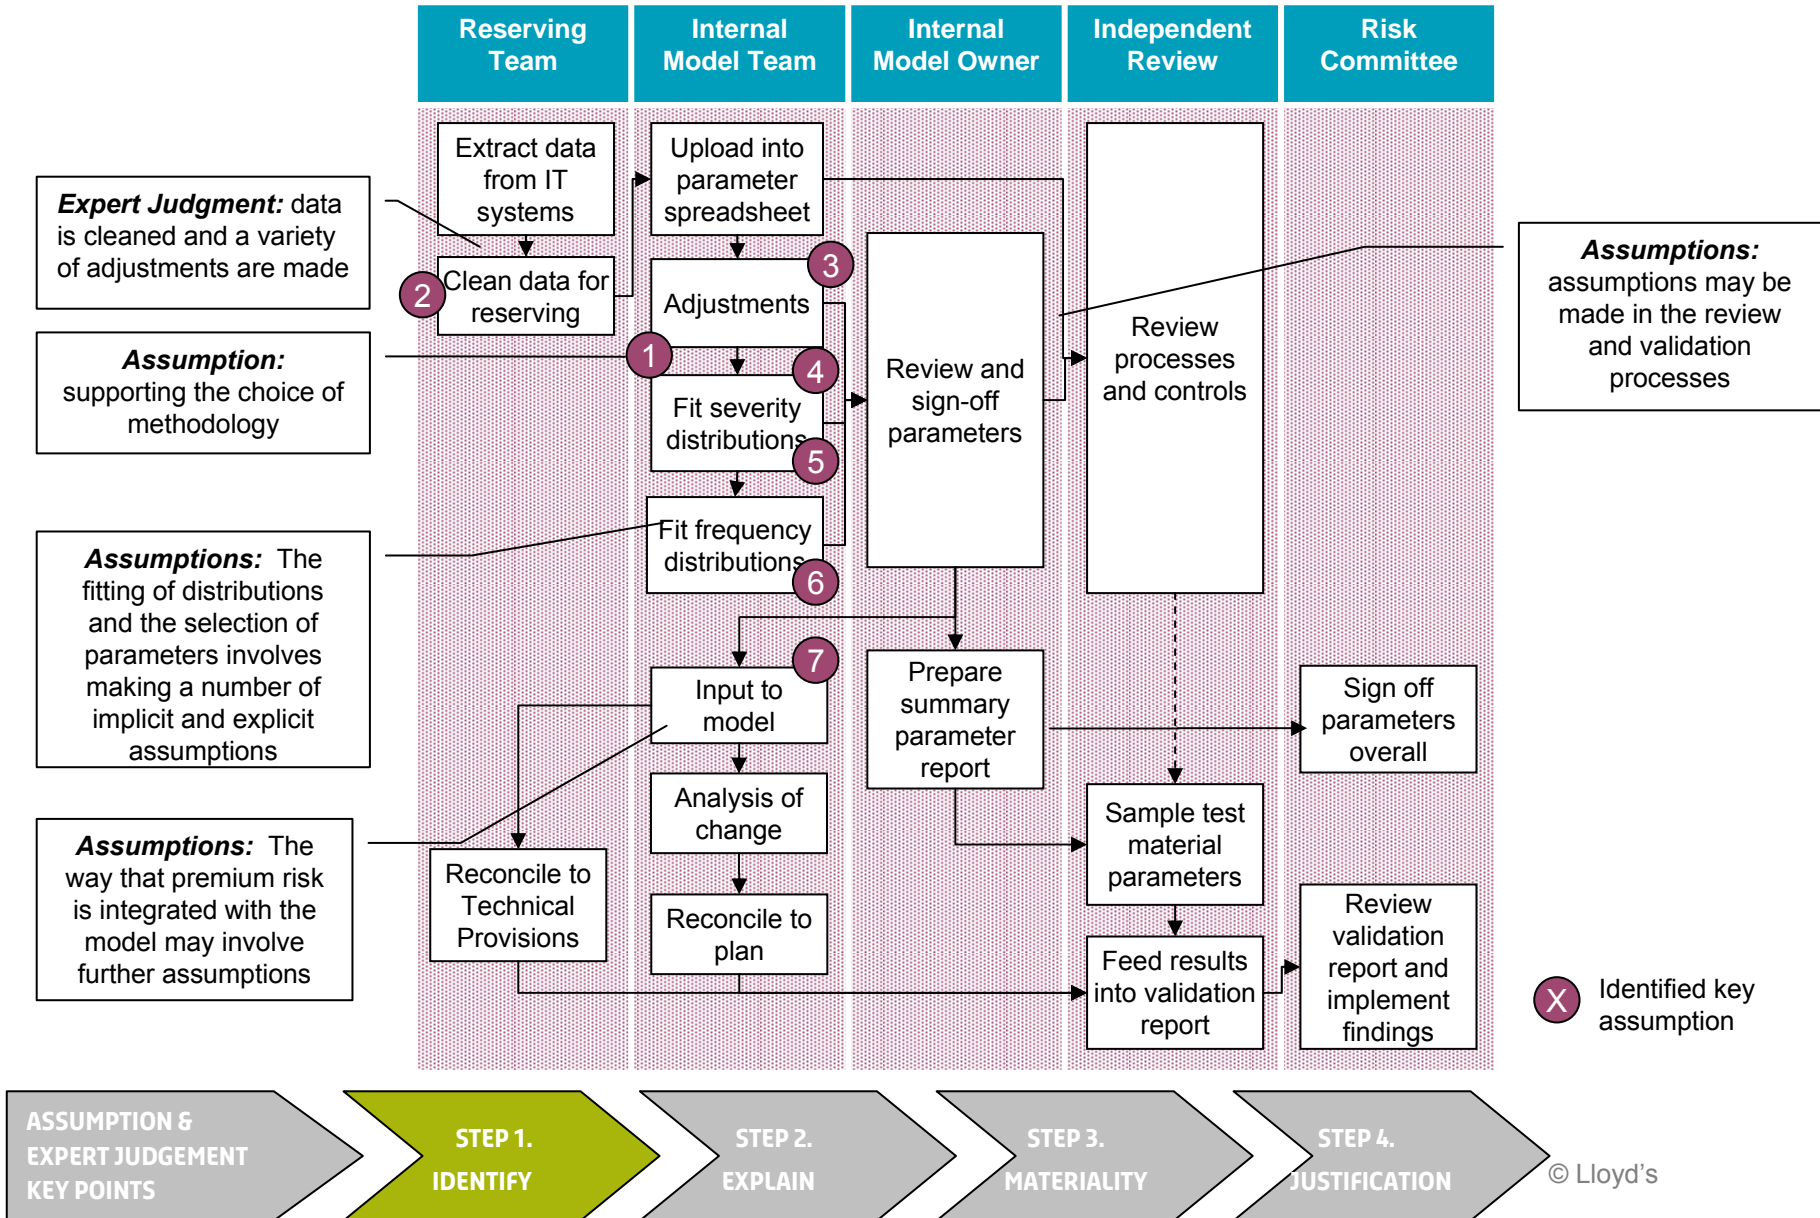 Reserving
Team
Internal
Model Team
Internal
Model Owner
Independent
Review
Risk
Committee
Extract data
from IT
systems
Upload into
parameter
spreadsheet
Expert Judgment: data
is cleaned and a variety
of adjustments are made
2
Clean data for
reserving
3
Adjustments
Assumption:
supporting the choice of
methodology
1
4
Fit severity
distributions
5
Fit frequency
distributions
6
Review and
sign-off
parameters
Review
processes
and controls
Assumptions:
assumptions may be
made in the review
and validation
processes
Assumptions: The
fitting of distributions
and the selection of
parameters involves
making a number of
implicit and explicit
assumptions
7
Input to
model
Prepare
summary
parameter
report
Sign off
parameters
overall
Analysis of
change
Sample test
material
parameters
Assumptions: The
way that premium risk
is integrated with the
model may involve
further assumptions
Reconcile to
Technical
Provisions
Reconcile to
plan
Feed results
into validation
report
Review
validation
report and
implement
findings
X
Identified key
assumption
ASSUMPTION &
EXPERT JUDGEMENT
KEY POINTS
STEP 1.
IDENTIFY
STEP 2.
EXPLAIN
STEP 3.
MATERIALITY
STEP 4.
JUSTIFICATION
© Lloyd's